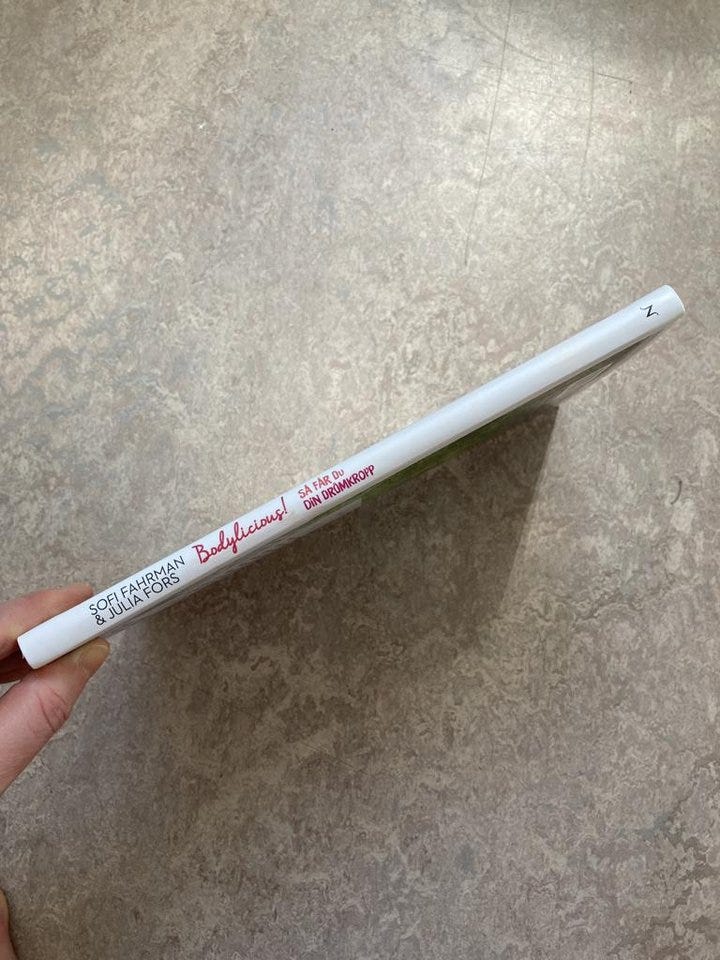 SOFI FAHRMAN
& JULIA FORS
Bodylicious!
SÅ FÅR DU
DIN DRÖMKROPP
N